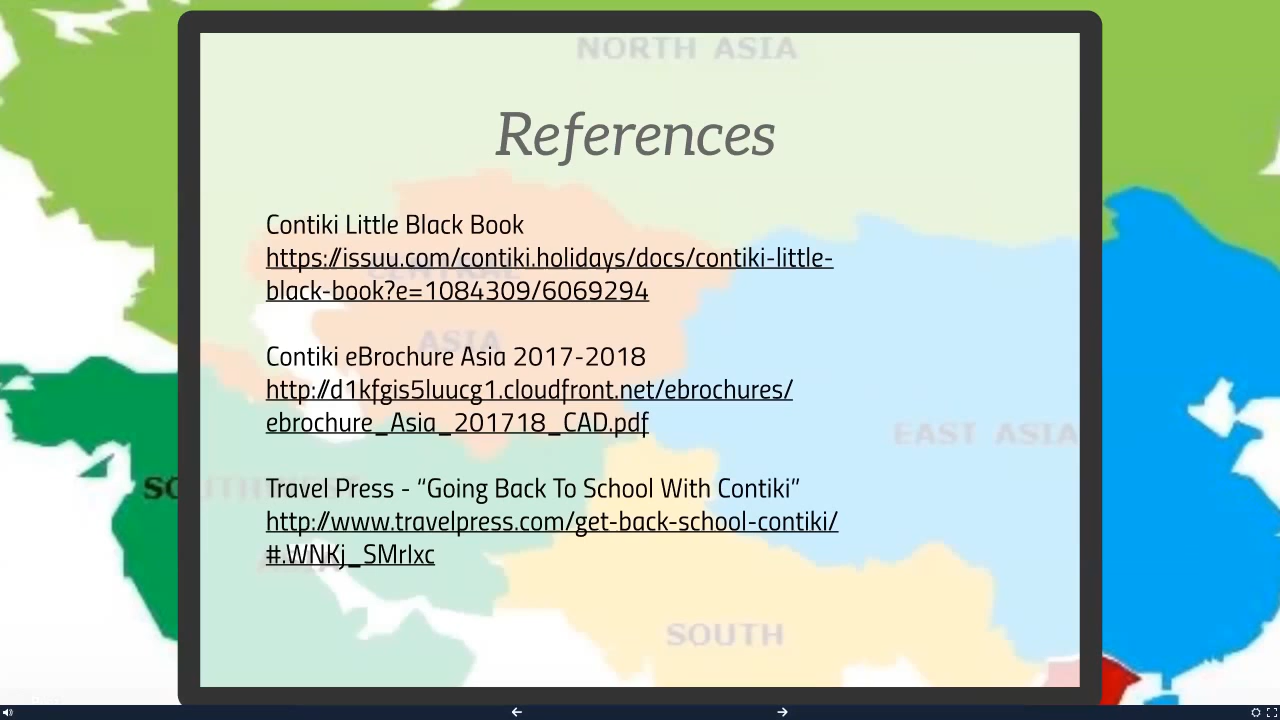 NORTH ASIA
References
Contiki Little Black Book
https://issuu.com/contiki.holidays/docs/contiki-little-
black-book?e=1084309/6069294
CENTRAL
ASIA
Contiki eBrochure Asia 2017-2018
http://d1kfgis5luucg1.cloudfront.net/ebrochures/
ebrochure_Asia_201718_CAD.pdf
EAST ASIA
Travel Press - “Going Back To School With Contiki”
http://www.travelpress.com/get-back-school-contiki/
#.WNKj_SMrIxc
SOUTH